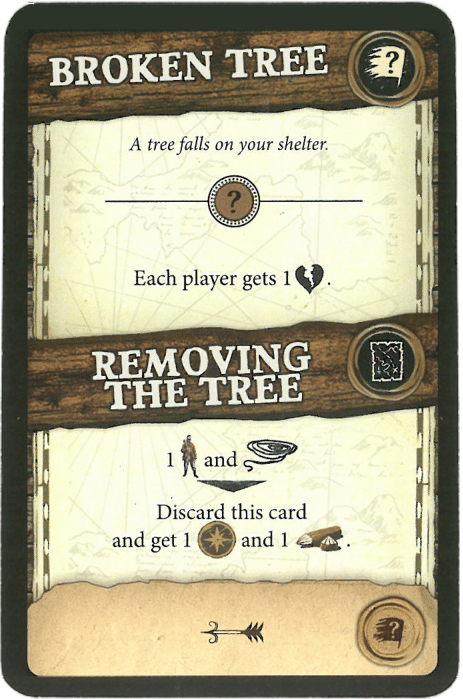 BROKEN TREE
?
A tree falls on your shelter.
?
Each player gets 1 .
REMOVING
THE TREE
1 and
Discard this card
and get 1 and 1 .
?